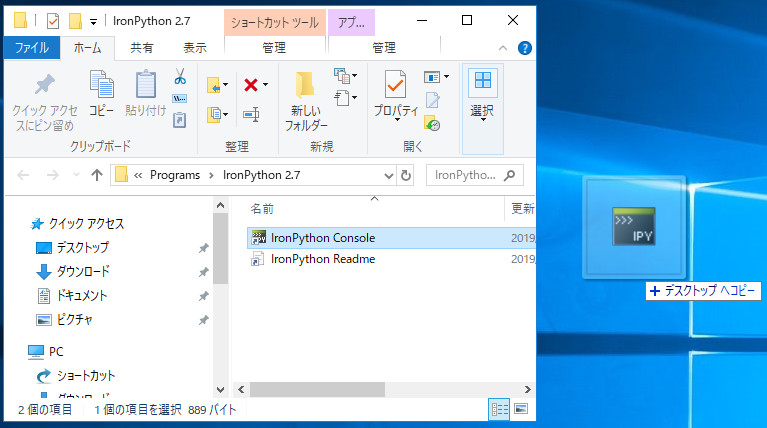 IronPython 2.7
ショートカット ツール
アプ...
ファイル
ホーム
共有
表示
管理
管理
クイック アクセ
スにピン留め
コピー
貼り付け
新しい
フォルダー
プロパティ
選択
クリップボード
整理
新規
開く
« Programs > IronPython 2.7
IronPytho...
クイック アクセス
デスクトップ
ダウンロード
ドキュメント
ピクチャ
PC
ショートカット
ダウンロード
名前
更新
IronPython Console
2019
IronPython Readme
2019
>>>
IPY
+ デスクトップ へコピー
2 個の項目
1 個の項目を選択 889 バイト